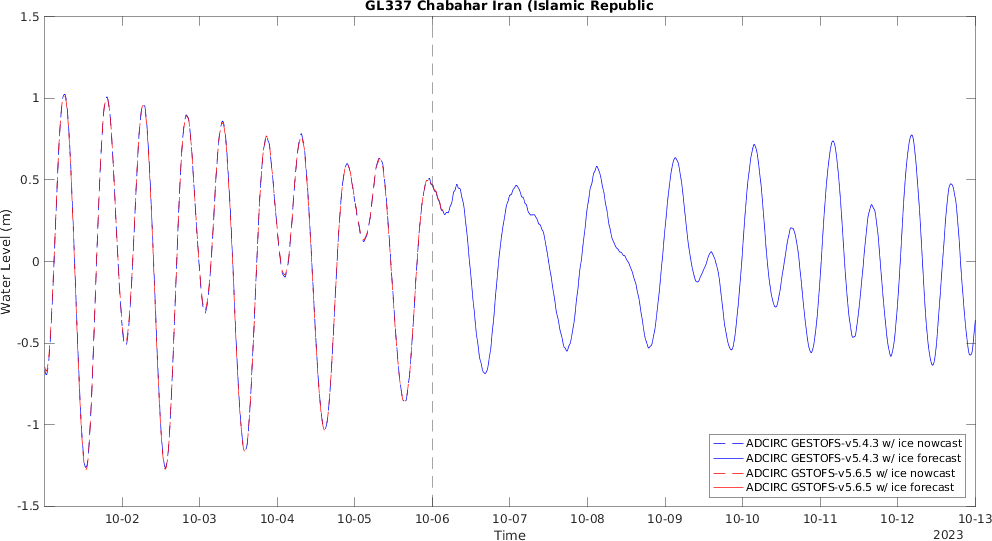 GL337 Chabahar Iran (Islamic Republic
1.5
1
0.5
0
-0.5
-1
-1.5
Water Level (m)
ADCIRC GESTOFS-v5.4.3 w/ ice nowcast
ADCIRC GESTOFS-v5.4.3 w/ ice forecast
ADCIRC GSTOFS-v5.6.5 w/ ice nowcast
ADCIRC GSTOFS-v5.6.5 w/ ice forecast
10-02 10-03 10-04 10-05 10-06 10-07 10-08 10-09 10-10 10-11 10-12 10-13
Time
2023